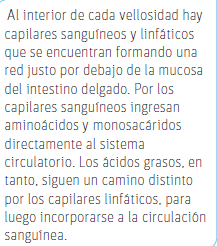 Al interior de cada vellosidad hay
capilares sanguíneos y linfáticos
que se encuentran formando una
red justo por debajo de la mucosa
del intestino delgado. Por los
capilares sanguíneos ingresan
aminoácidos y monosacáridos
directamente al sistema
circulatorio. Los ácidos grasos, en
tanto, siguen un camino distinto
por los capilares linfáticos, para
luego incorporarse a la circulación
sanguínea.